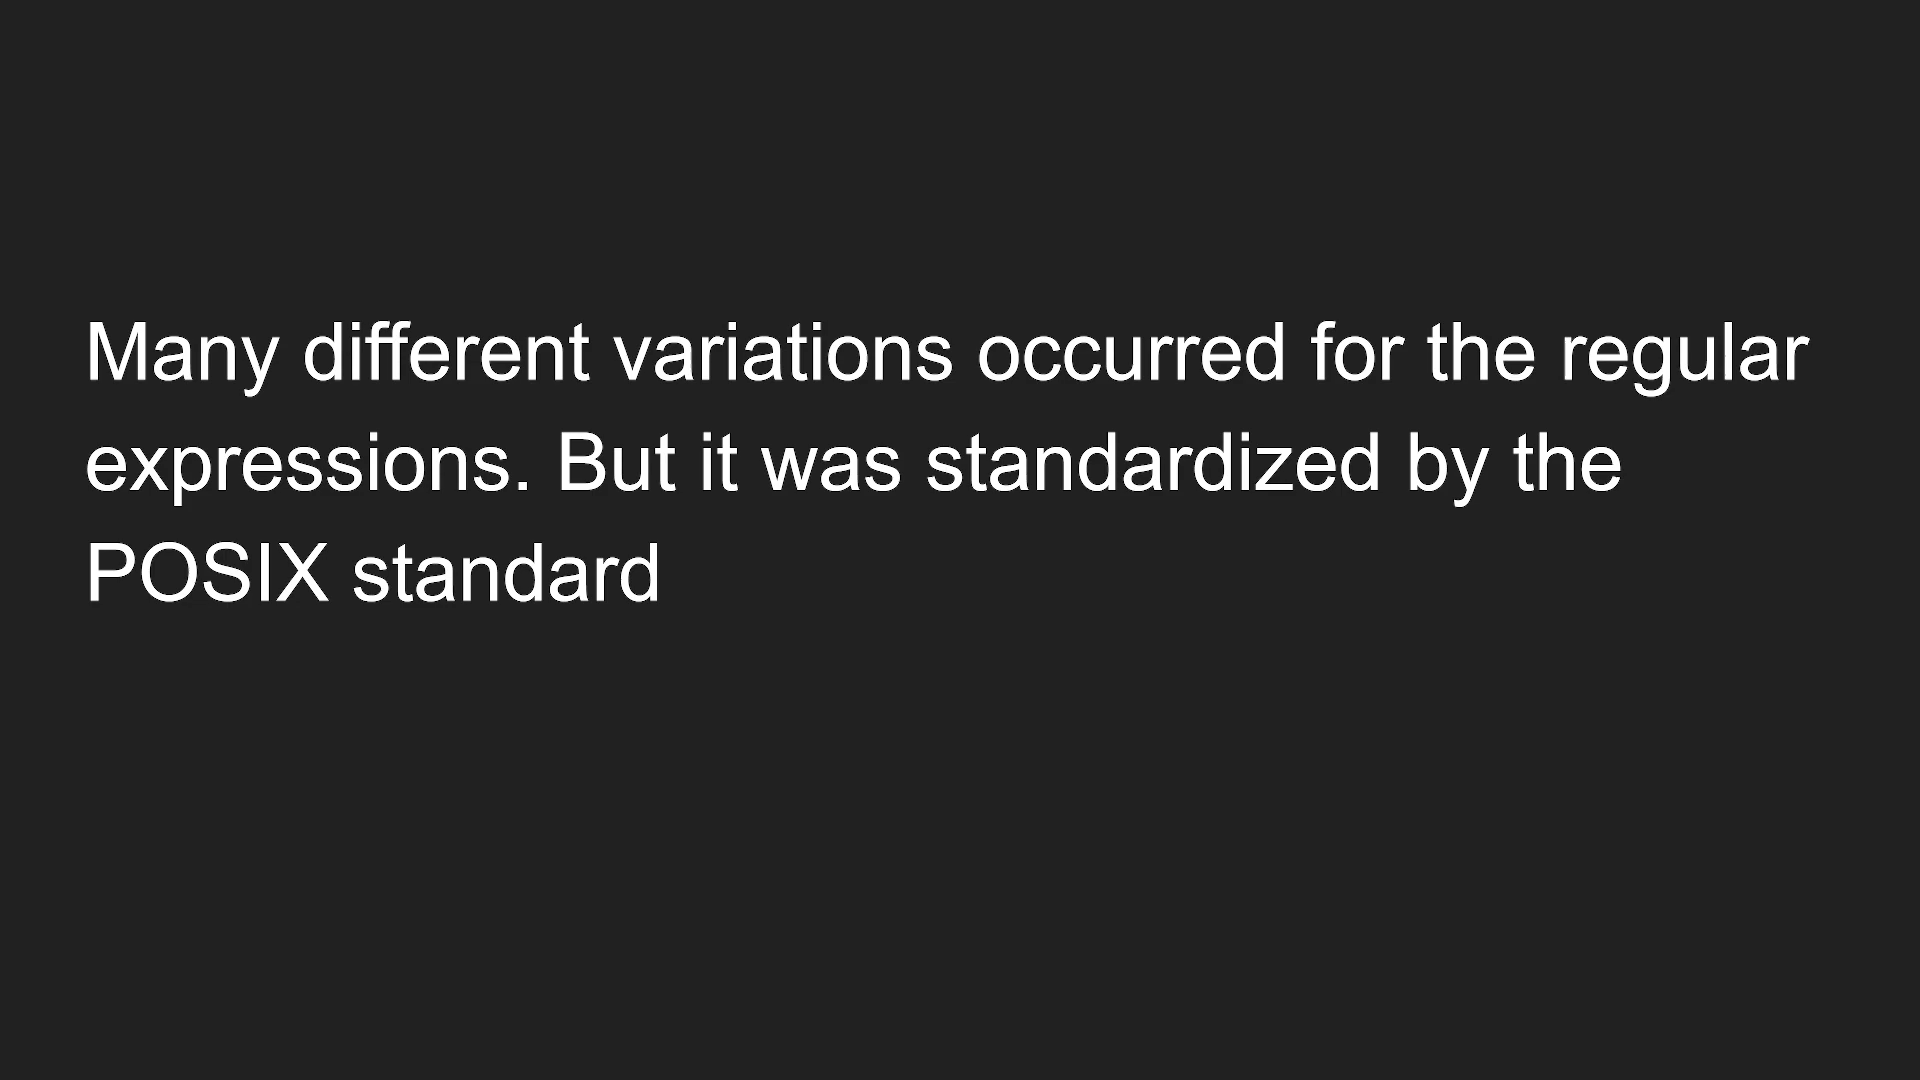 Many different variations occurred for the regular
expressions. But it was standardized by the
POSIX standard